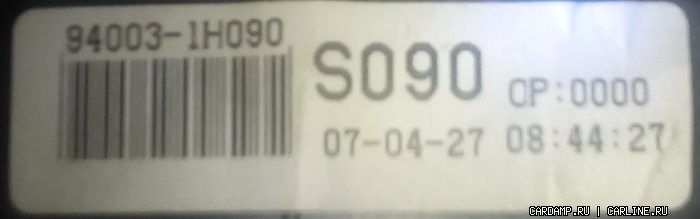 94003-1H090
S090 OP:0000
07-04-27 08:44:27
CARDAMP.RU | CARLINE.RU